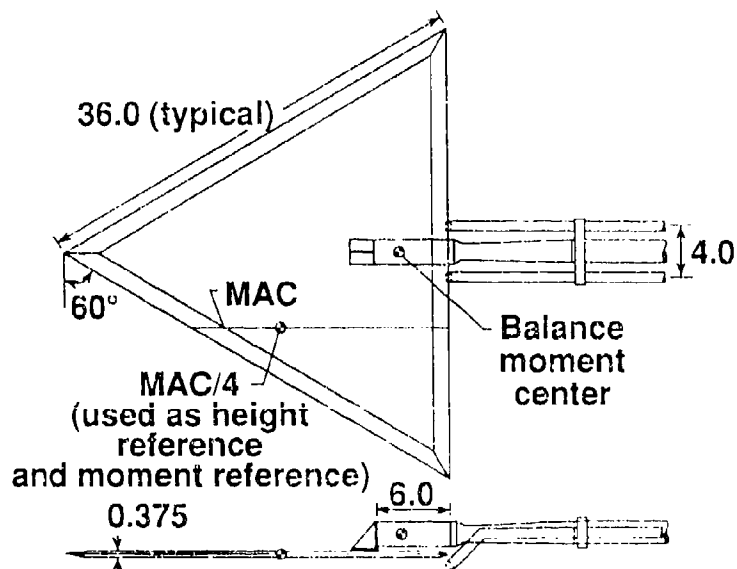 36.0 (typical)
4.0
60°
MAC
Balance
moment
center
MAC/4
(used as height
reference
and moment reference)
6.0
0.375